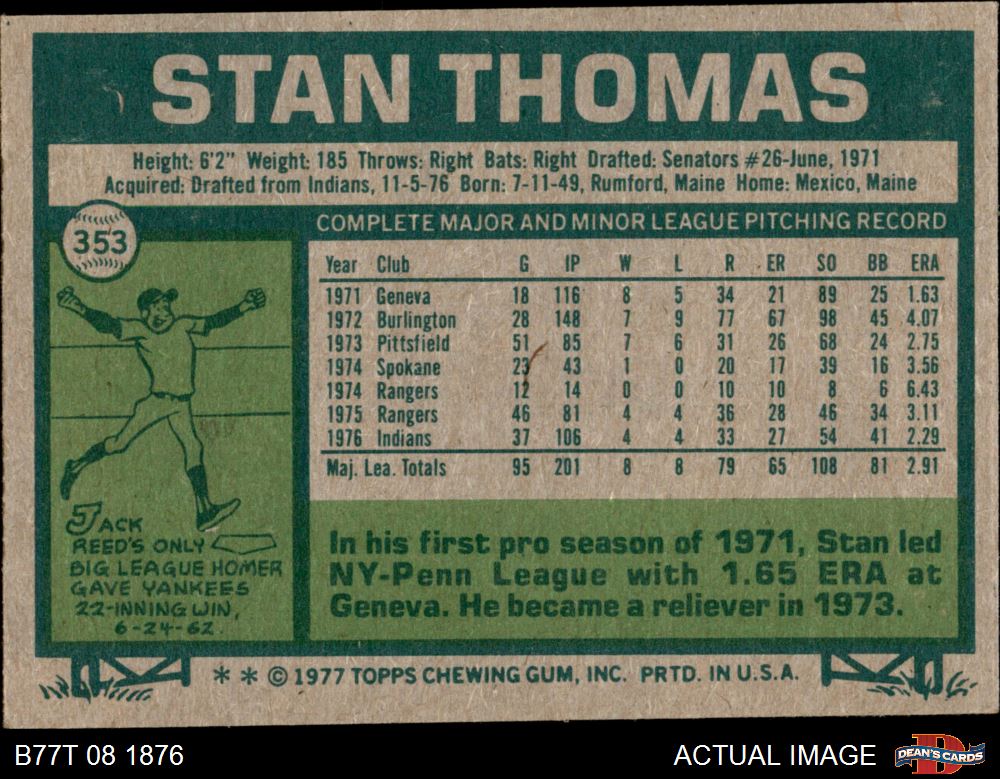 STAN THOMAS
Height: 6'2" Weight: 185 Throws: Right Bats: Right Drafted: Senators #26-June, 1971
Acquired: Drafted from Indians, 11-5-76 Born: 7-11-49, Rumford, Maine Home: Mexico, Maine
353
COMPLETE MAJOR AND MINOR LEAGUE PITCHING RECORD
Year Club G IP W L R ER SO BB ERA
1971 Geneva 18 116 8 5 34 21 89 25 1.63
1972 Burlington 28 148 7 9 77 67 98 45 4.07
1973 Pittsfield 51 85 7 6 31 26 68 24 2.75
1974 Spokane 23 43 1 0 20 17 39 16 3.56
1974 Rangers 12 14 0 0 10 10 8 6 6.43
1975 Rangers 46 81 4 4 36 28 46 34 3.11
1976 Indians 37 106 4 4 33 27 54 41 2.29
Maj. Lea. Totals 95 201 8 8 79 65 108 81 2.91
JACK
REED'S ONLY
BIG LEAGUE HOMER
GAVE YANKEES
22-INNING WIN,
6-24-62.
In his first pro season of 1971, Stan led
NY-Penn League with 1.65 ERA at
Geneva. He became a reliever in 1973.
* * © 1977 TOPPS CHEWING GUM, INC. PRTD. IN U.S.A.
B77T 08 1876
ACTUAL IMAGE
D
DEAN'S CARDS